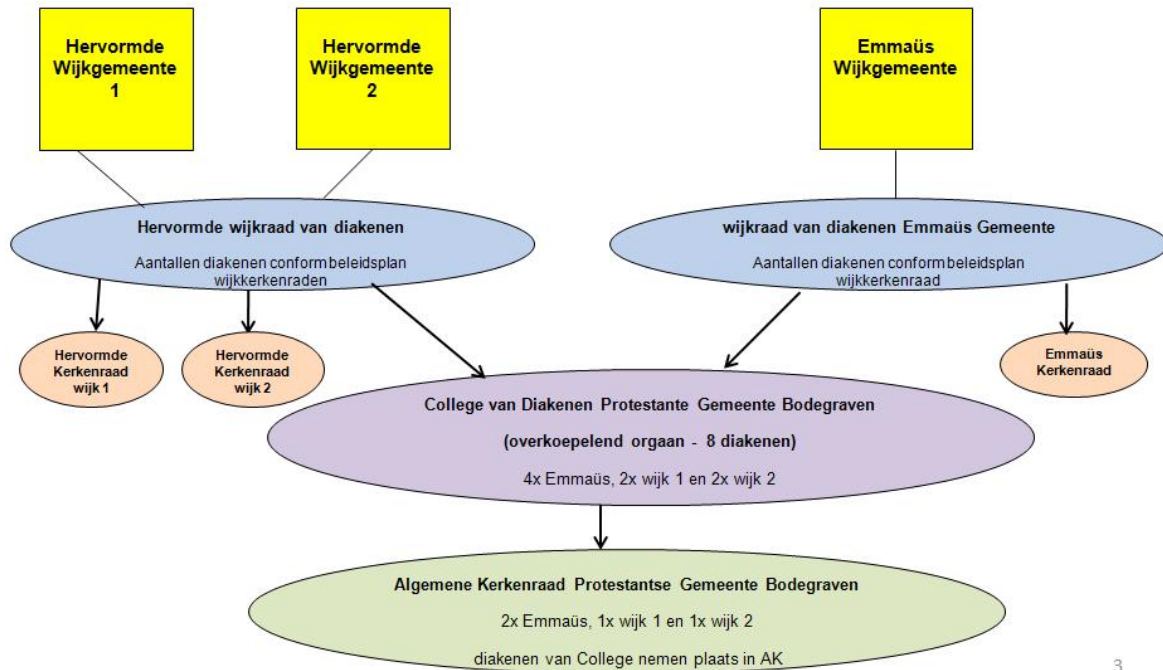 Hervormde
Wijkgemeente
1
Hervormde
Wijkgemeente
2
Emmaüs
Wijkgemeente
Hervormde wijkraad van diakenen
Aantallen diakenen conform beleidsplan
wijkkerkenraden
wijkraad van diakenen Emmaüs Gemeente
Aantallen diakenen conform beleidsplan
wijkkerkenraad
Hervormde
Kerkenraad
wijk 1
Hervormde
Kerkenraad
wijk 2
Emmaüs
Kerkenraad
College van Diakenen Protestante Gemeente Bodegraven
(overkoepelend orgaan - 8 diakenen)
4x Emmaüs, 2x wijk 1 en 2x wijk 2
Algemene Kerkenraad Protestantse Gemeente Bodegraven
2x Emmaüs, 1x wijk 1 en 1x wijk 2
diakenen van College nemen plaats in AK
3